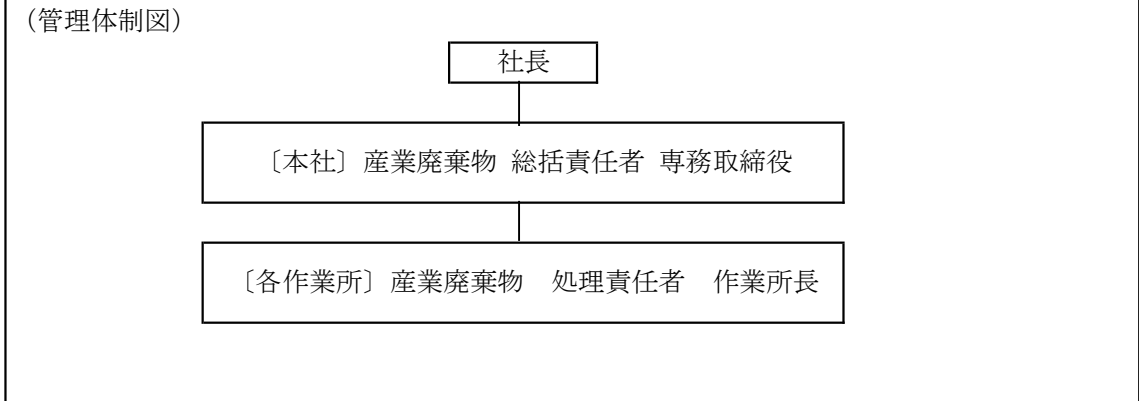 （管理体制図）
社長
〔本社〕産業廃棄物 総括責任者 専務取締役
〔各作業所〕産業廃棄物　処理責任者　作業所長